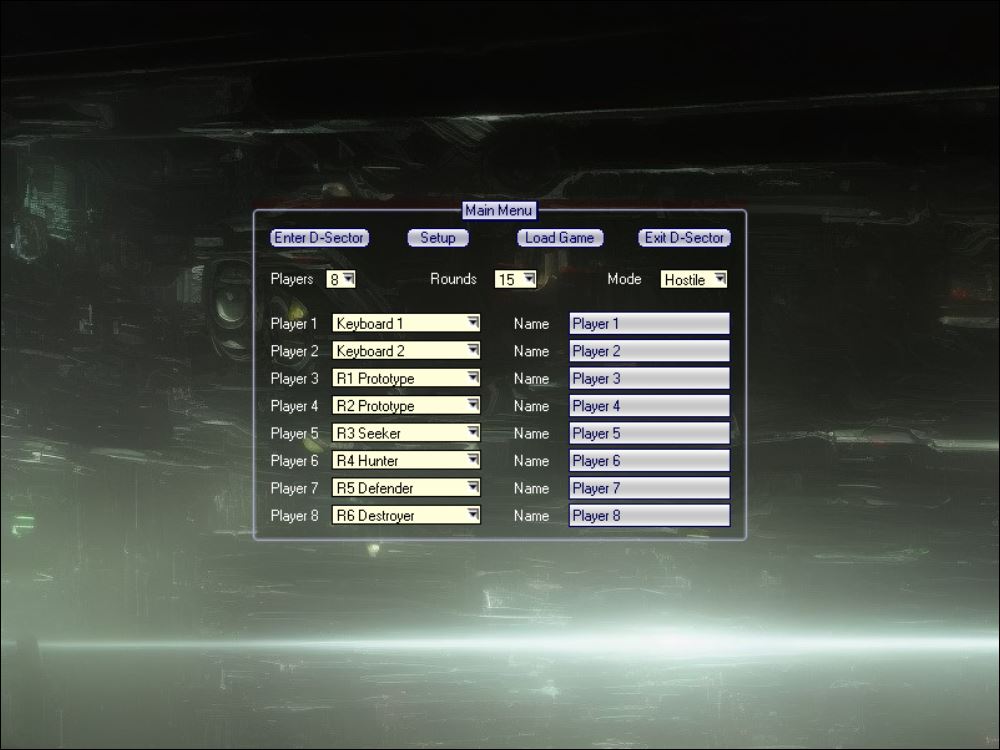 Main Menu
Enter D-Sector Setup Load Game Exit D-Sector
Players 8 Rounds 15 Mode Hostile
Player 1 Keyboard 1 Name Player 1
Player 2 Keyboard 2 Name Player 2
Player 3 R1 Prototype Name Player 3
Player 4 R2 Prototype Name Player 4
Player 5 R3 Seeker Name Player 5
Player 6 R4 Hunter Name Player 6
Player 7 R5 Defender Name Player 7
Player 8 R6 Destroyer Name Player 8